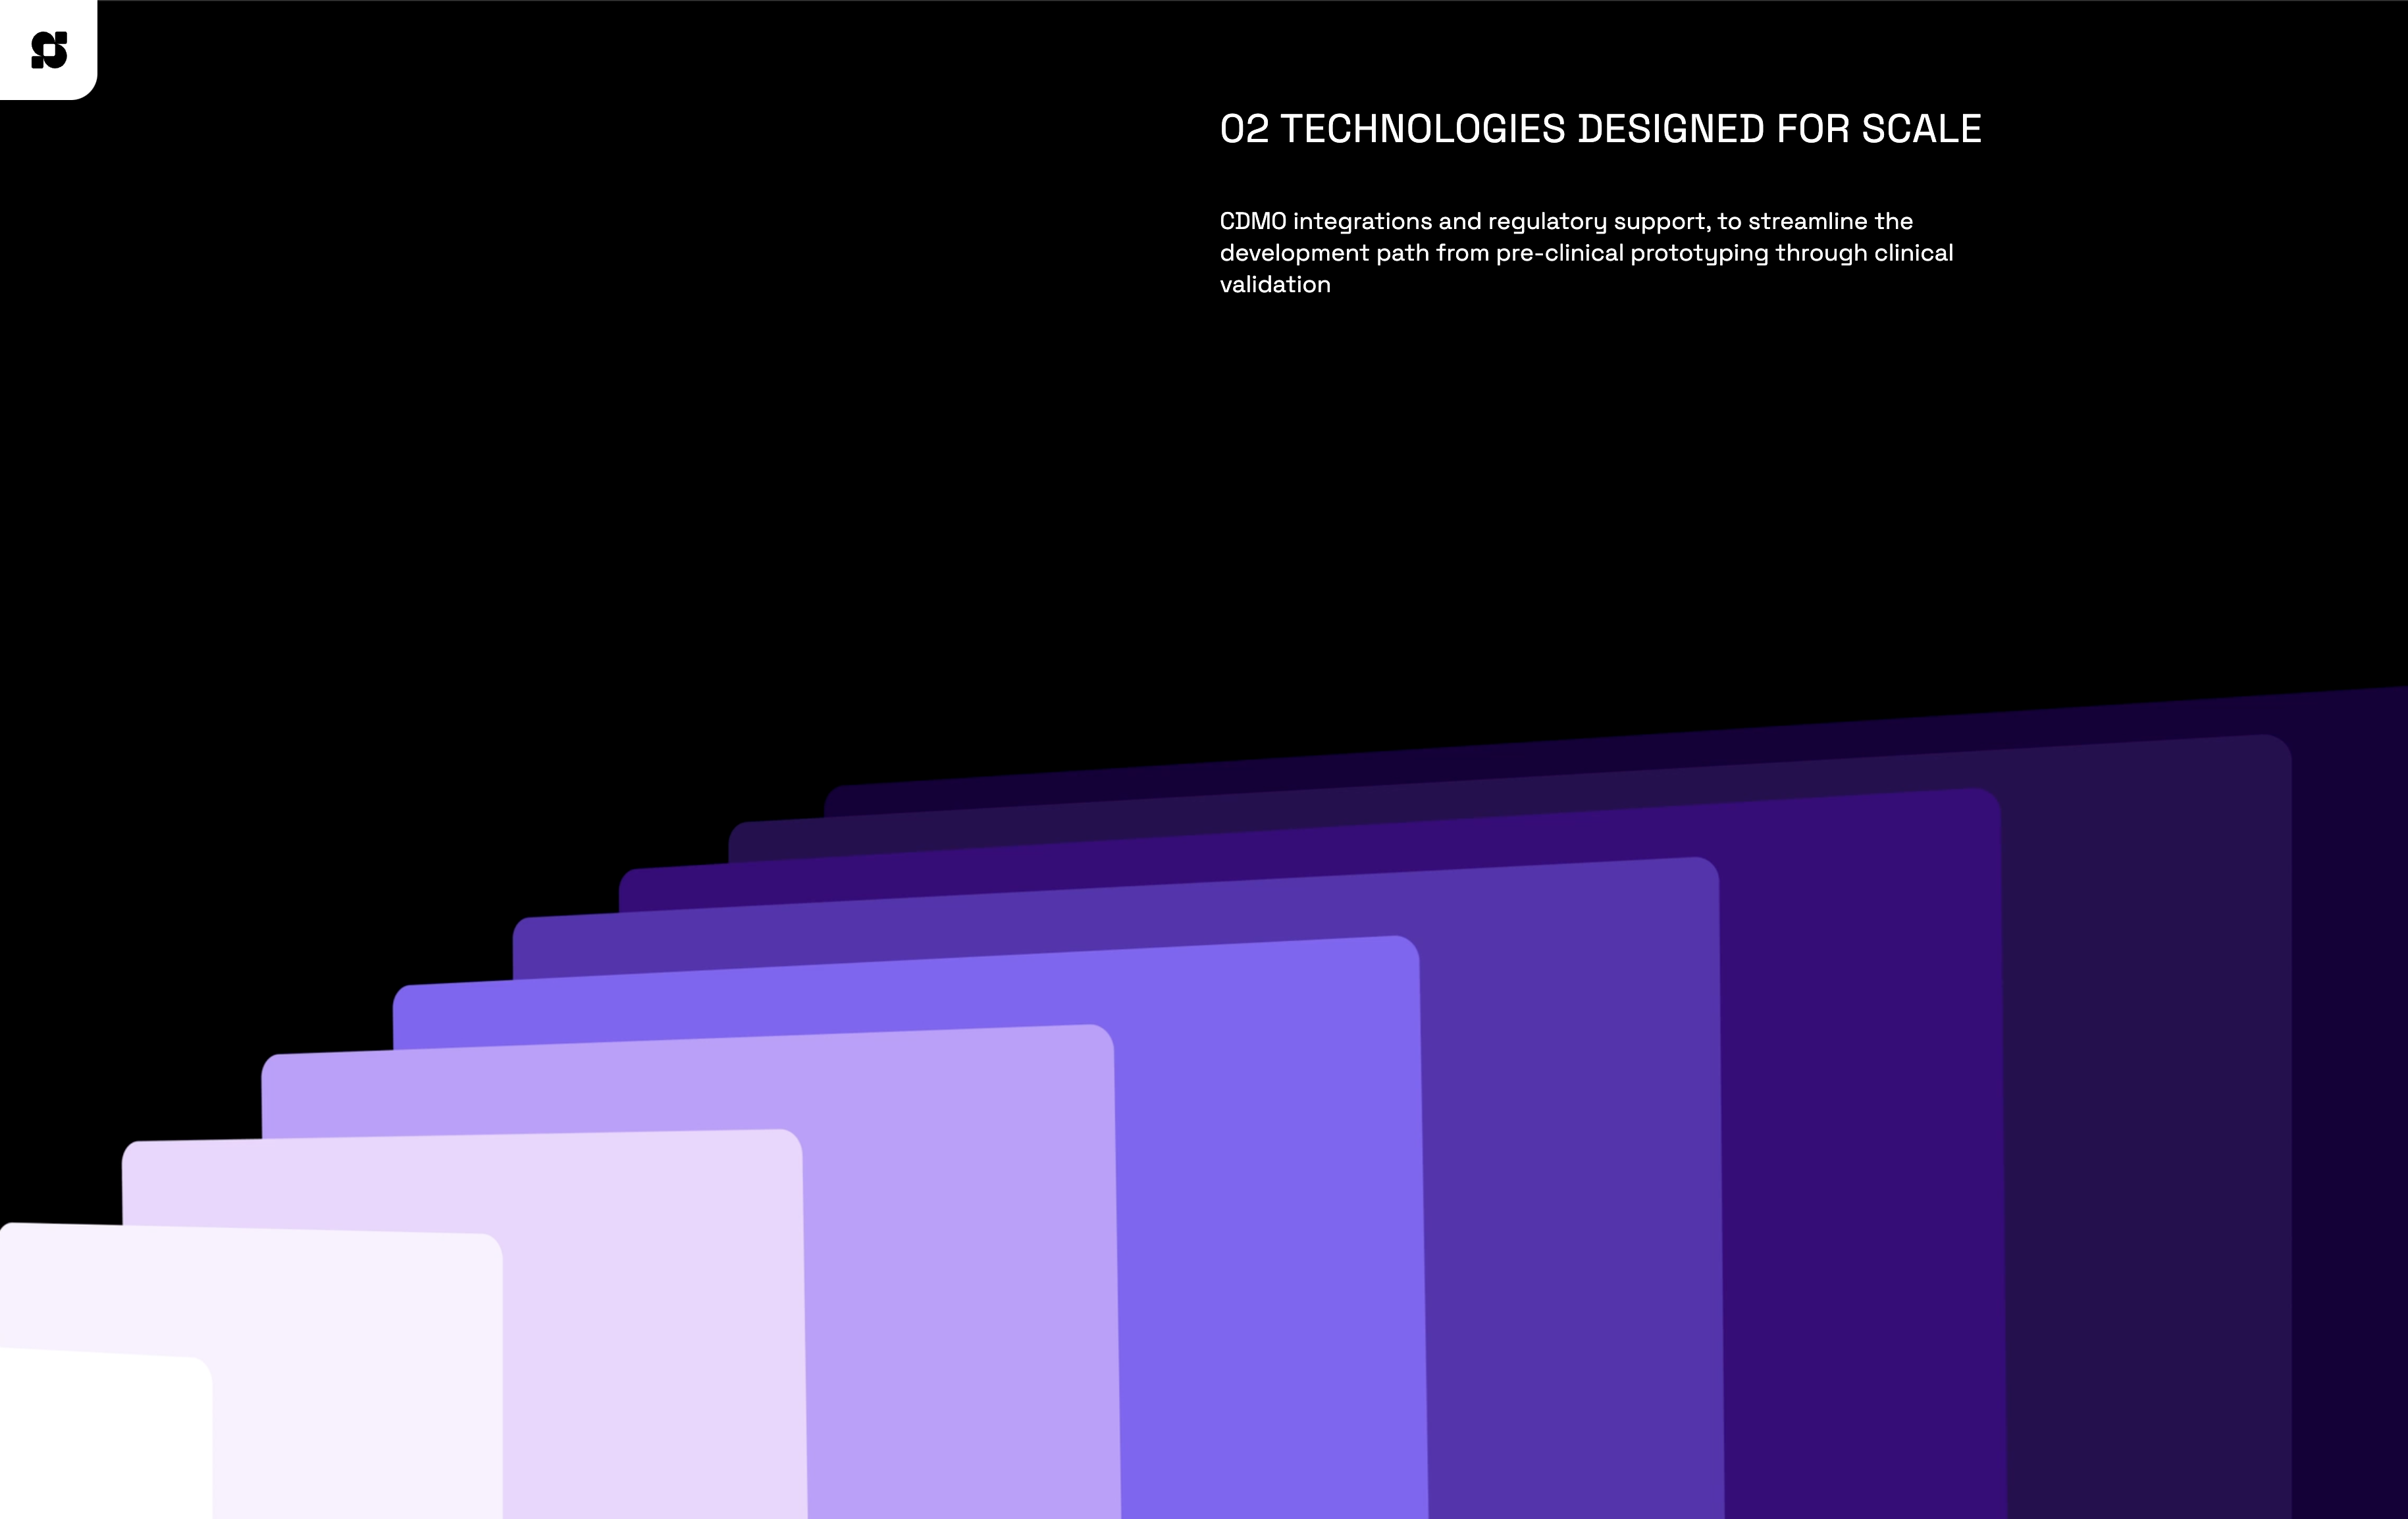 02 TECHNOLOGIES DESIGNED FOR SCALE
CDMO integrations and regulatory support, to streamline the
development path from pre-clinical prototyping through clinical
validation